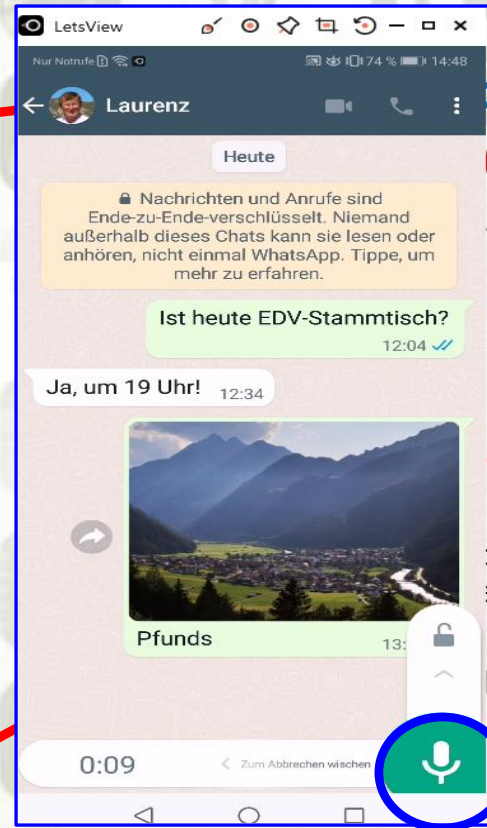 LetsView
Nur Notrufe 74 % 14:48
Laurenz
Heute
Nachrichten und Anrufe sind
Ende-zu-Ende-verschlüsselt. Niemand
außerhalb dieses Chats kann sie lesen oder
anhören, nicht einmal WhatsApp. Tippe, um
mehr zu erfahren.
Ist heute EDV-Stammtisch?
12:04
Ja, um 19 Uhr! 12:34
Pfunds 13:
0:09 Zum Abbrechen wischen